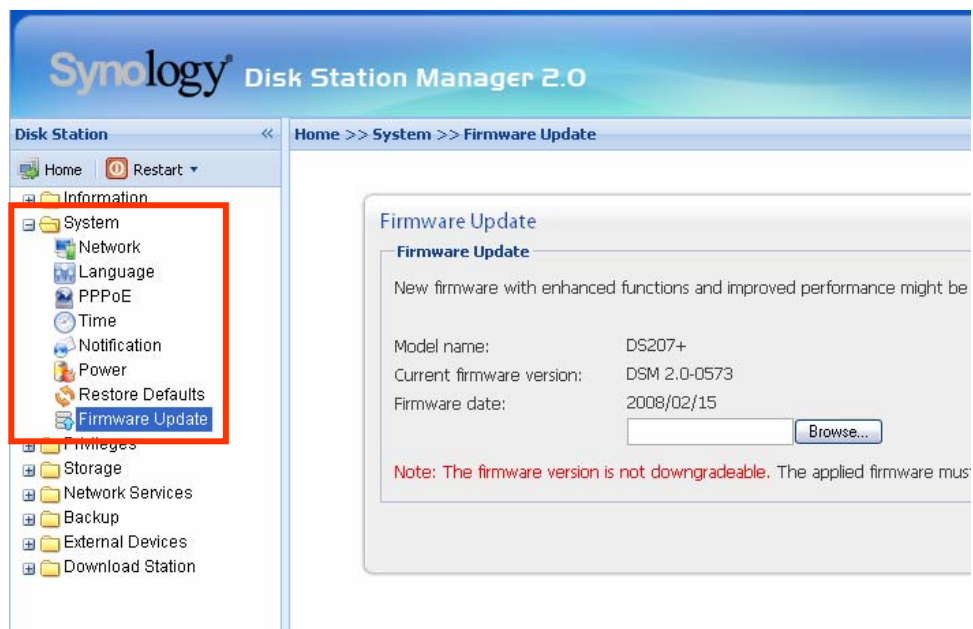 Synology® Disk Station Manager 2.0
Disk Station «
Home >> System >> Firmware Update
Home Restart
Information
System
Network
Language
PPPoE
Time
Notification
Power
Restore Defaults
Firmware Update
Privileges
Storage
Network Services
Backup
External Devices
Download Station
Firmware Update
Firmware Update
New firmware with enhanced functions and improved performance might be
Model name: DS207+
Current firmware version: DSM 2.0-0573
Firmware date: 2008/02/15
Browse...
Note: The firmware version is not downgradeable. The applied firmware mus